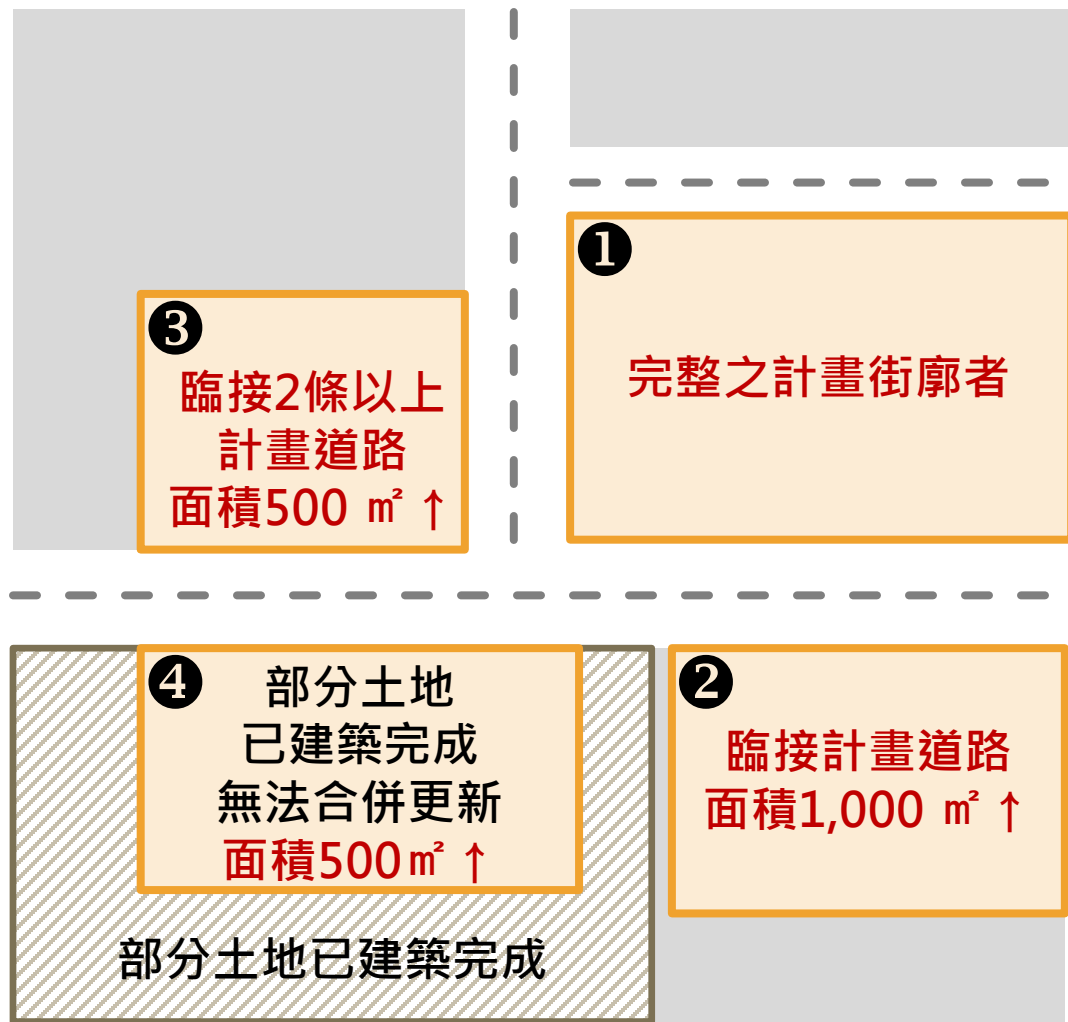 ❶
完整之計畫街廓者
❸
臨接2條以上
計畫道路
面積500 ㎡ ↑
❹
部分土地
已建築完成
無法合併更新
面積500㎡ ↑
部分土地已建築完成
❷
臨接計畫道路
面積1,000 ㎡ ↑